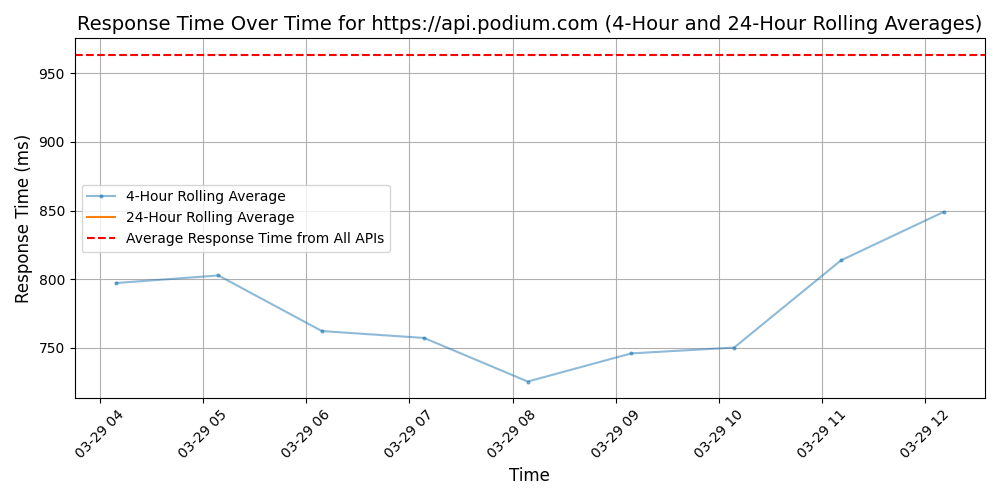 Response Time Over Time for https://api.podium.com (4-Hour and 24-Hour Rolling Averages)
Response Time (ms)
950
900
850
800
750
4-Hour Rolling Average
24-Hour Rolling Average
Average Response Time from All APIs
03-29 04
03-29 05
03-29 06
03-29 07
03-29 08
03-29 09
03-29 10
03-29 11
03-29 12
Time